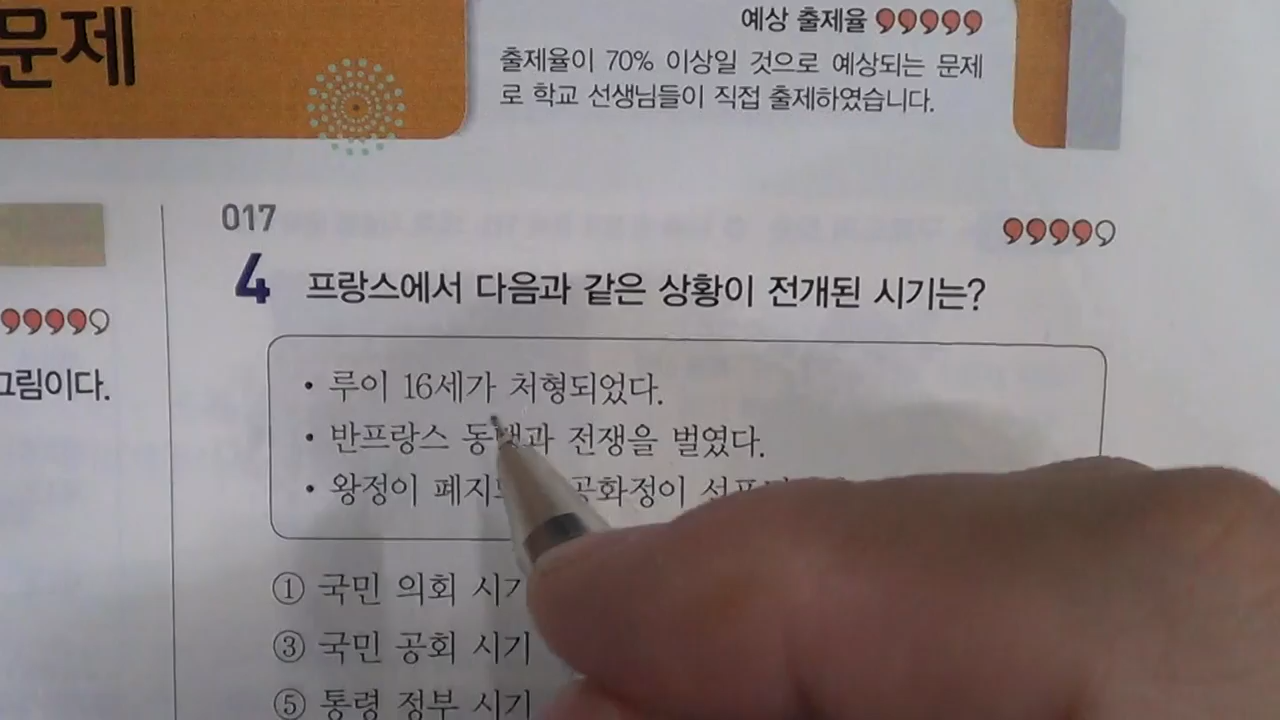 문제
예상 출제율
출제율이 70% 이상일 것으로 예상되는 문제
로 학교 선생님들이 직접 출제하였습니다.
그림이다.
017
4 프랑스에서 다음과 같은 상황이 전개된 시기는?
• 루이 16세가 처형되었다.
• 반프랑스 동맹과 전쟁을 벌였다.
• 왕정이 공화정이
① 국민 의회 시기
③ 국민 공회 시기
⑤ 통령 정부 시기